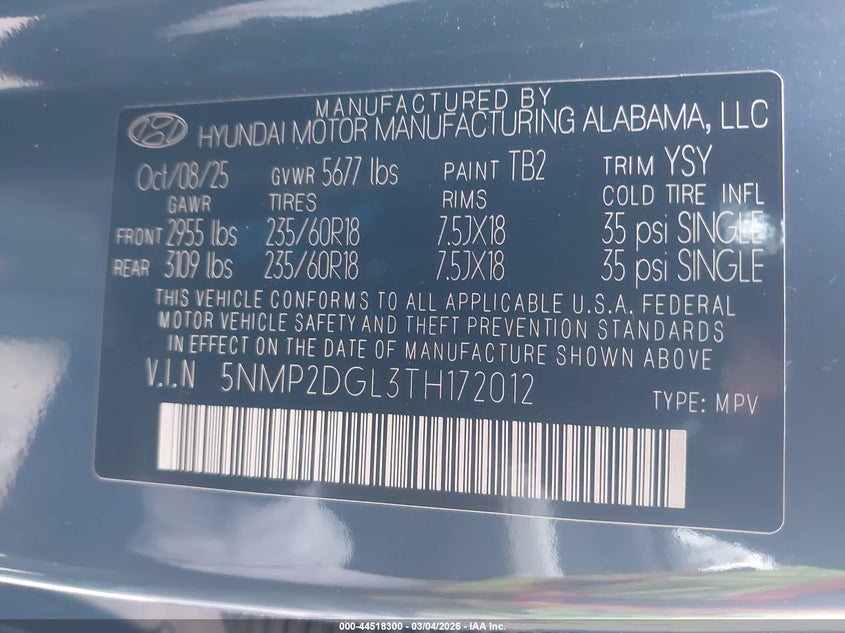 MANUFACTURED BY
HYUNDAI MOTOR MANUFACTURING ALABAMA, LLC
Oct/08/25 GVWR 5677 lbs PAINT TB2 TRIM YSY
GAWR TIRES RIMS COLD TIRE INFL
FRONT 2955 lbs 235/60R18 7.5JX18 35 psi SINGLE
REAR 3109 lbs 235/60R18 7.5JX18 35 psi SINGLE
THIS VEHICLE CONFORMS TO ALL APPLICABLE U.S.A. FEDERAL
MOTOR VEHICLE SAFETY AND THEFT PREVENTION STANDARDS
IN EFFECT ON THE DATE OF MANUFACTURE SHOWN ABOVE
V.I.N 5NMP2DGL3TH172012 TYPE: MPV
000-44518300 - 03/04/2026 - IAA Inc.